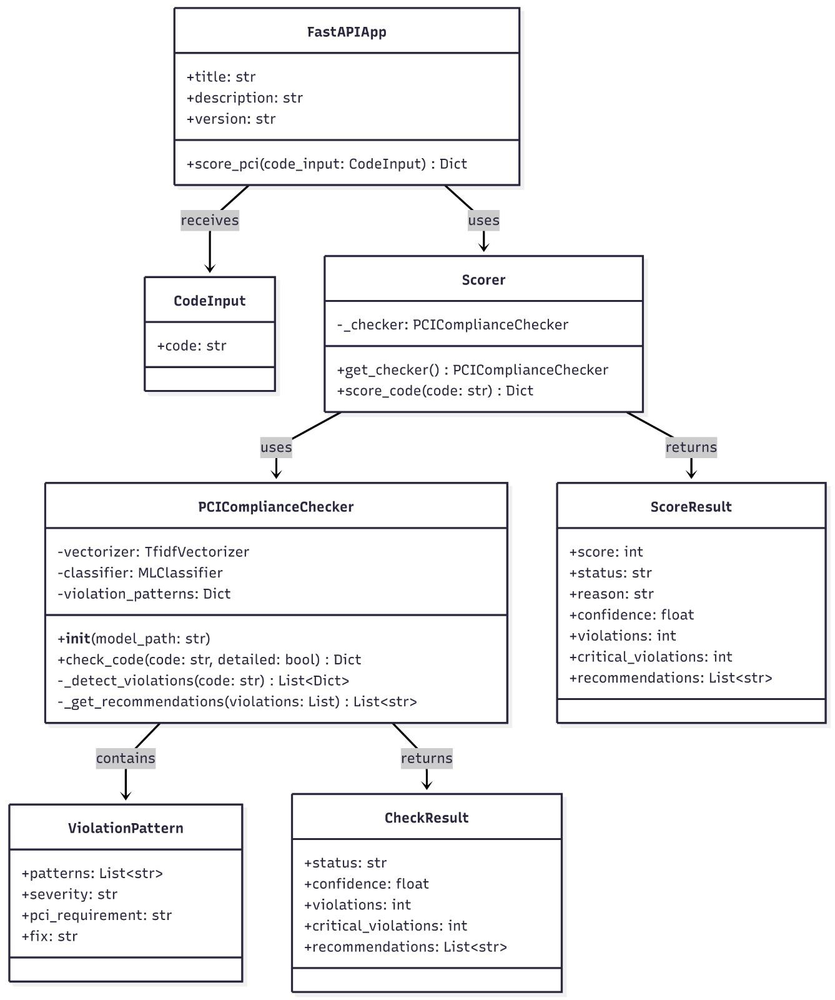 FastAPIApp
+title: str
+description: str
+version: str
+score_pci(code_input: CodeInput) : Dict
receives
uses
CodeInput
+code: str
Scorer
-_checker: PCIComplianceChecker
+get_checker() : PCIComplianceChecker
+score_code(code: str) : Dict
uses
returns
PCIComplianceChecker
-vectorizer: TfidfVectorizer
-classifier: MLClassifier
-violation_patterns: Dict
+init(model_path: str)
+check_code(code: str, detailed: bool) : Dict
-_detect_violations(code: str) : List<Dict>
-_get_recommendations(violations: List) : List<str>
ScoreResult
+score: int
+status: str
+reason: str
+confidence: float
+violations: int
+critical_violations: int
+recommendations: List<str>
contains
returns
ViolationPattern
+patterns: List<str>
+severity: str
+pci_requirement: str
+fix: str
CheckResult
+status: str
+confidence: float
+violations: int
+critical_violations: int
+recommendations: List<str>